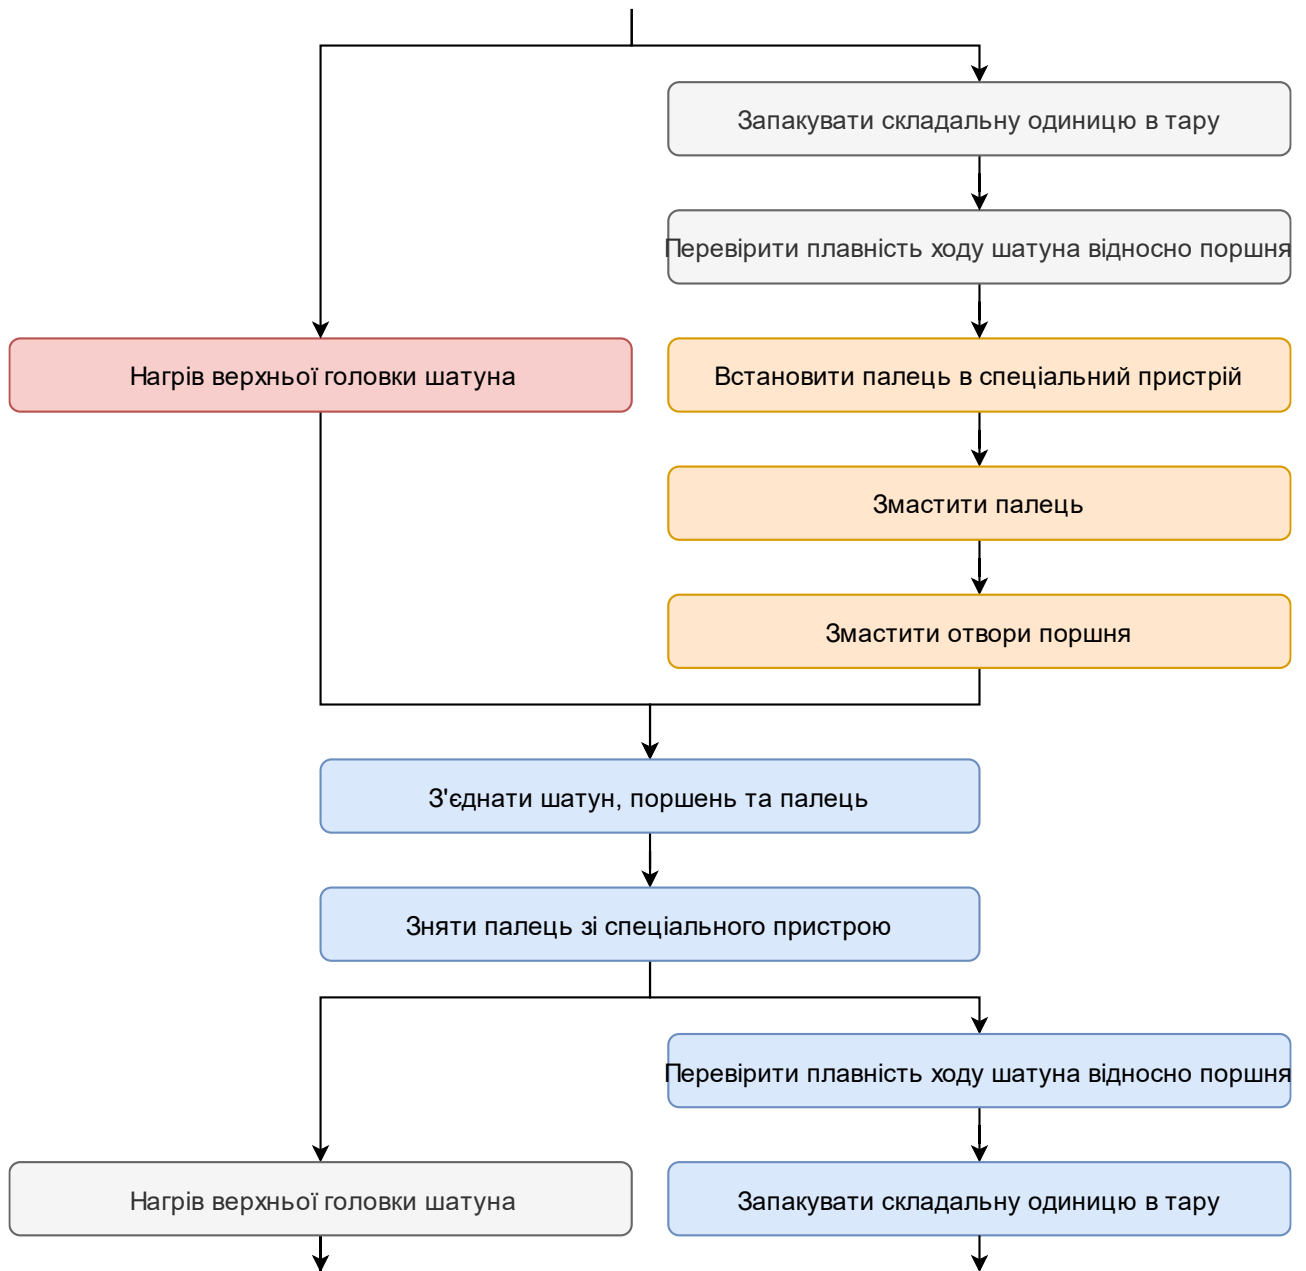 Запакувати складальну одиницю в тару
Перевірити плавність ходу шатуна відносно поршня
Нагрів верхньої головки шатуна
Встановити палець в спеціальний пристрій
Змастити палець
Змастити отвори поршня
З'єднати шатун, поршень та палець
Зняти палець зі спеціального пристрою
Перевірити плавність ходу шатуна відносно поршня
Нагрів верхньої головки шатуна
Запакувати складальну одиницю в тару